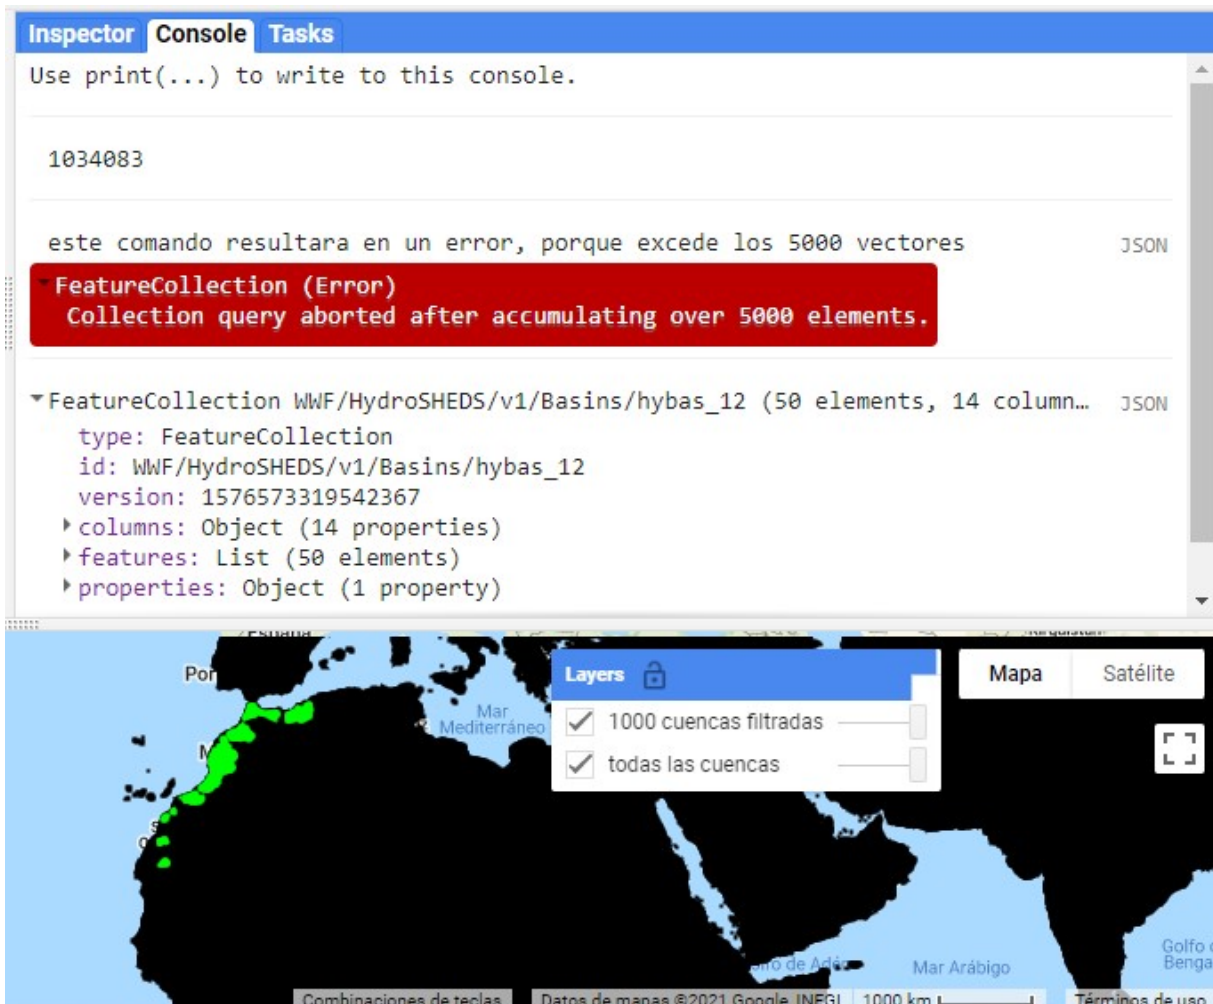 Inspector Console Tasks
Use print(...) to write to this console.
1034083
este comando resultara en un error, porque excede los 5000 vectores JSON
FeatureCollection (Error)
Collection query aborted after accumulating over 5000 elements.
FeatureCollection WWF/HydroSHEDS/v1/Basins/hybas_12 (50 elements, 14 column… JSON
type: FeatureCollection
id: WWF/HydroSHEDS/v1/Basins/hybas_12
version: 1576573319542367
columns: Object (14 properties)
features: List (50 elements)
properties: Object (1 property)
España
Por
Layers
Mapa Satélite
Mar
Mediterráneo
1000 cuencas filtradas
todas las cuencas
M
S
Golfo
Benga
Mar Arábigo
Combinaciones de teclas Datos de mapas ©2021 Google, INEGI 1000 km Términos de uso